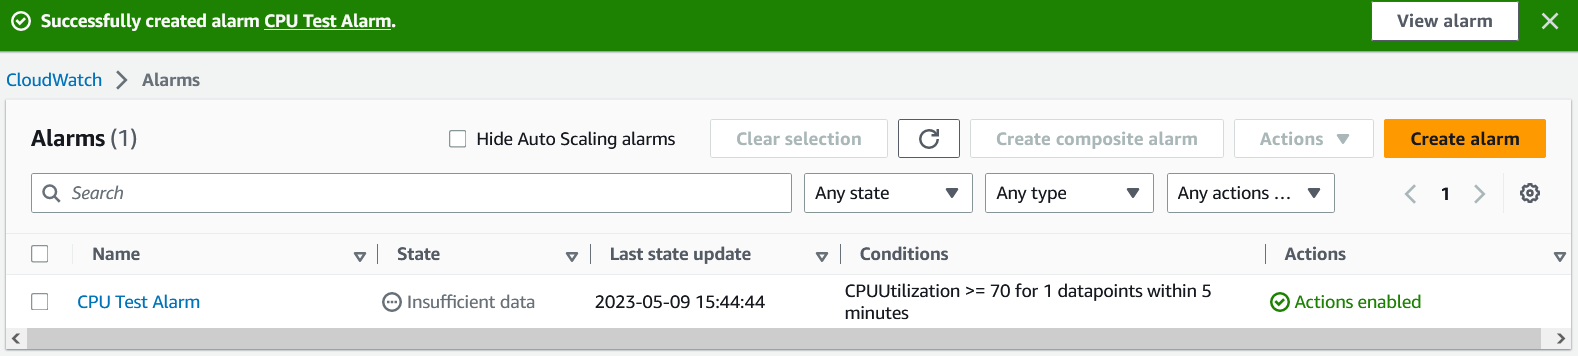 Successfully created alarm CPU Test Alarm.
View alarm
CloudWatch
Alarms
Alarms (1)
Hide Auto Scaling alarms
Clear selection
Create composite alarm
Actions
Create alarm
Search
Any state
Any type
Any actions ...
1
Name
State
Last state update
Conditions
Actions
CPU Test Alarm
Insufficient data
2023-05-09 15:44:44
CPUUtilization >= 70 for 1 datapoints within 5
minutes
Actions enabled